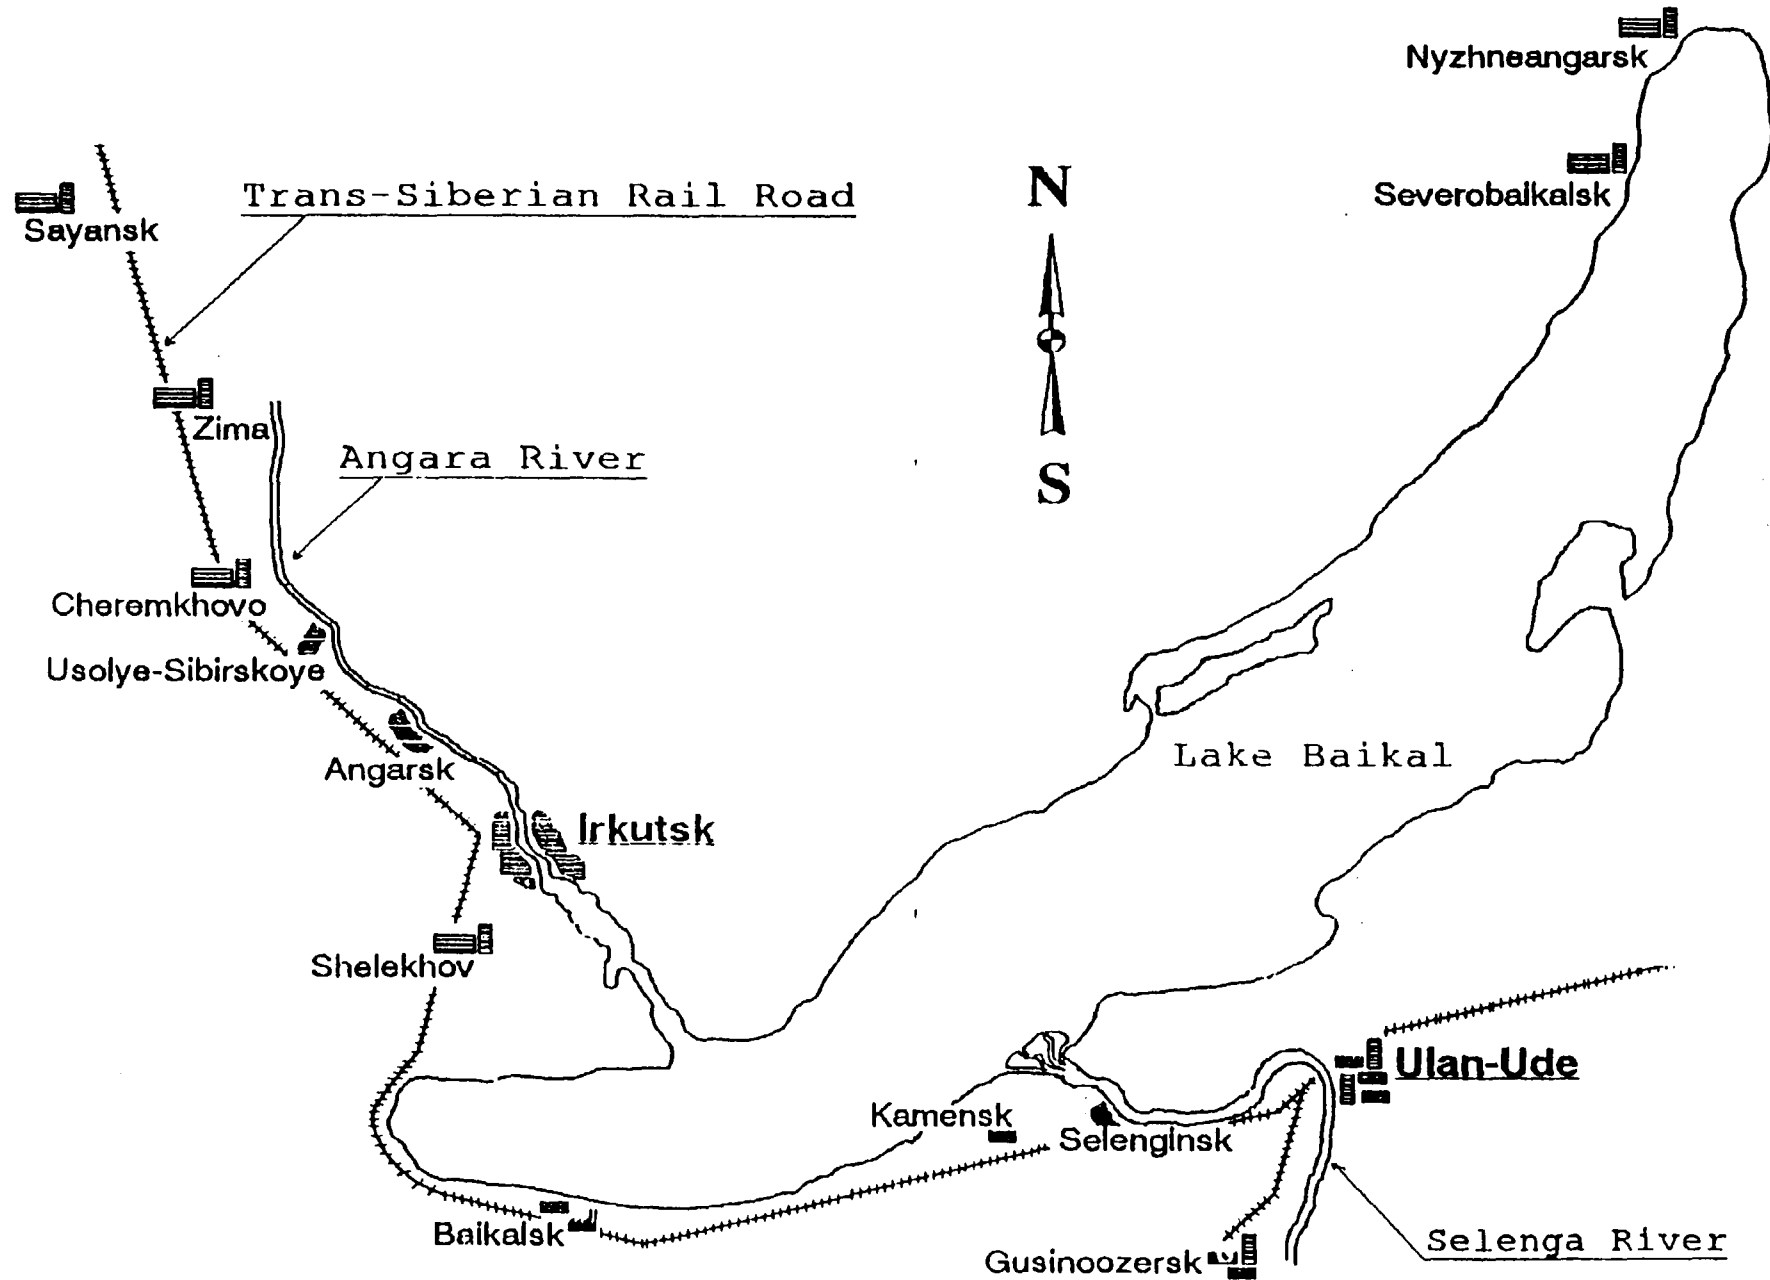 Nyzhneangarsk
N
Severobaikalsk
Trans-Siberian Rail Road
Sayansk
Zima
Angara River
S
Cheremkhovo
Usolye-Sibirskoye
Lake Baikal
Angarsk
Irkutsk
Shelekhov
Ulan-Ude
Kamensk
Selenginsk
Baikalsk
Selenga River
Gusinoozersk